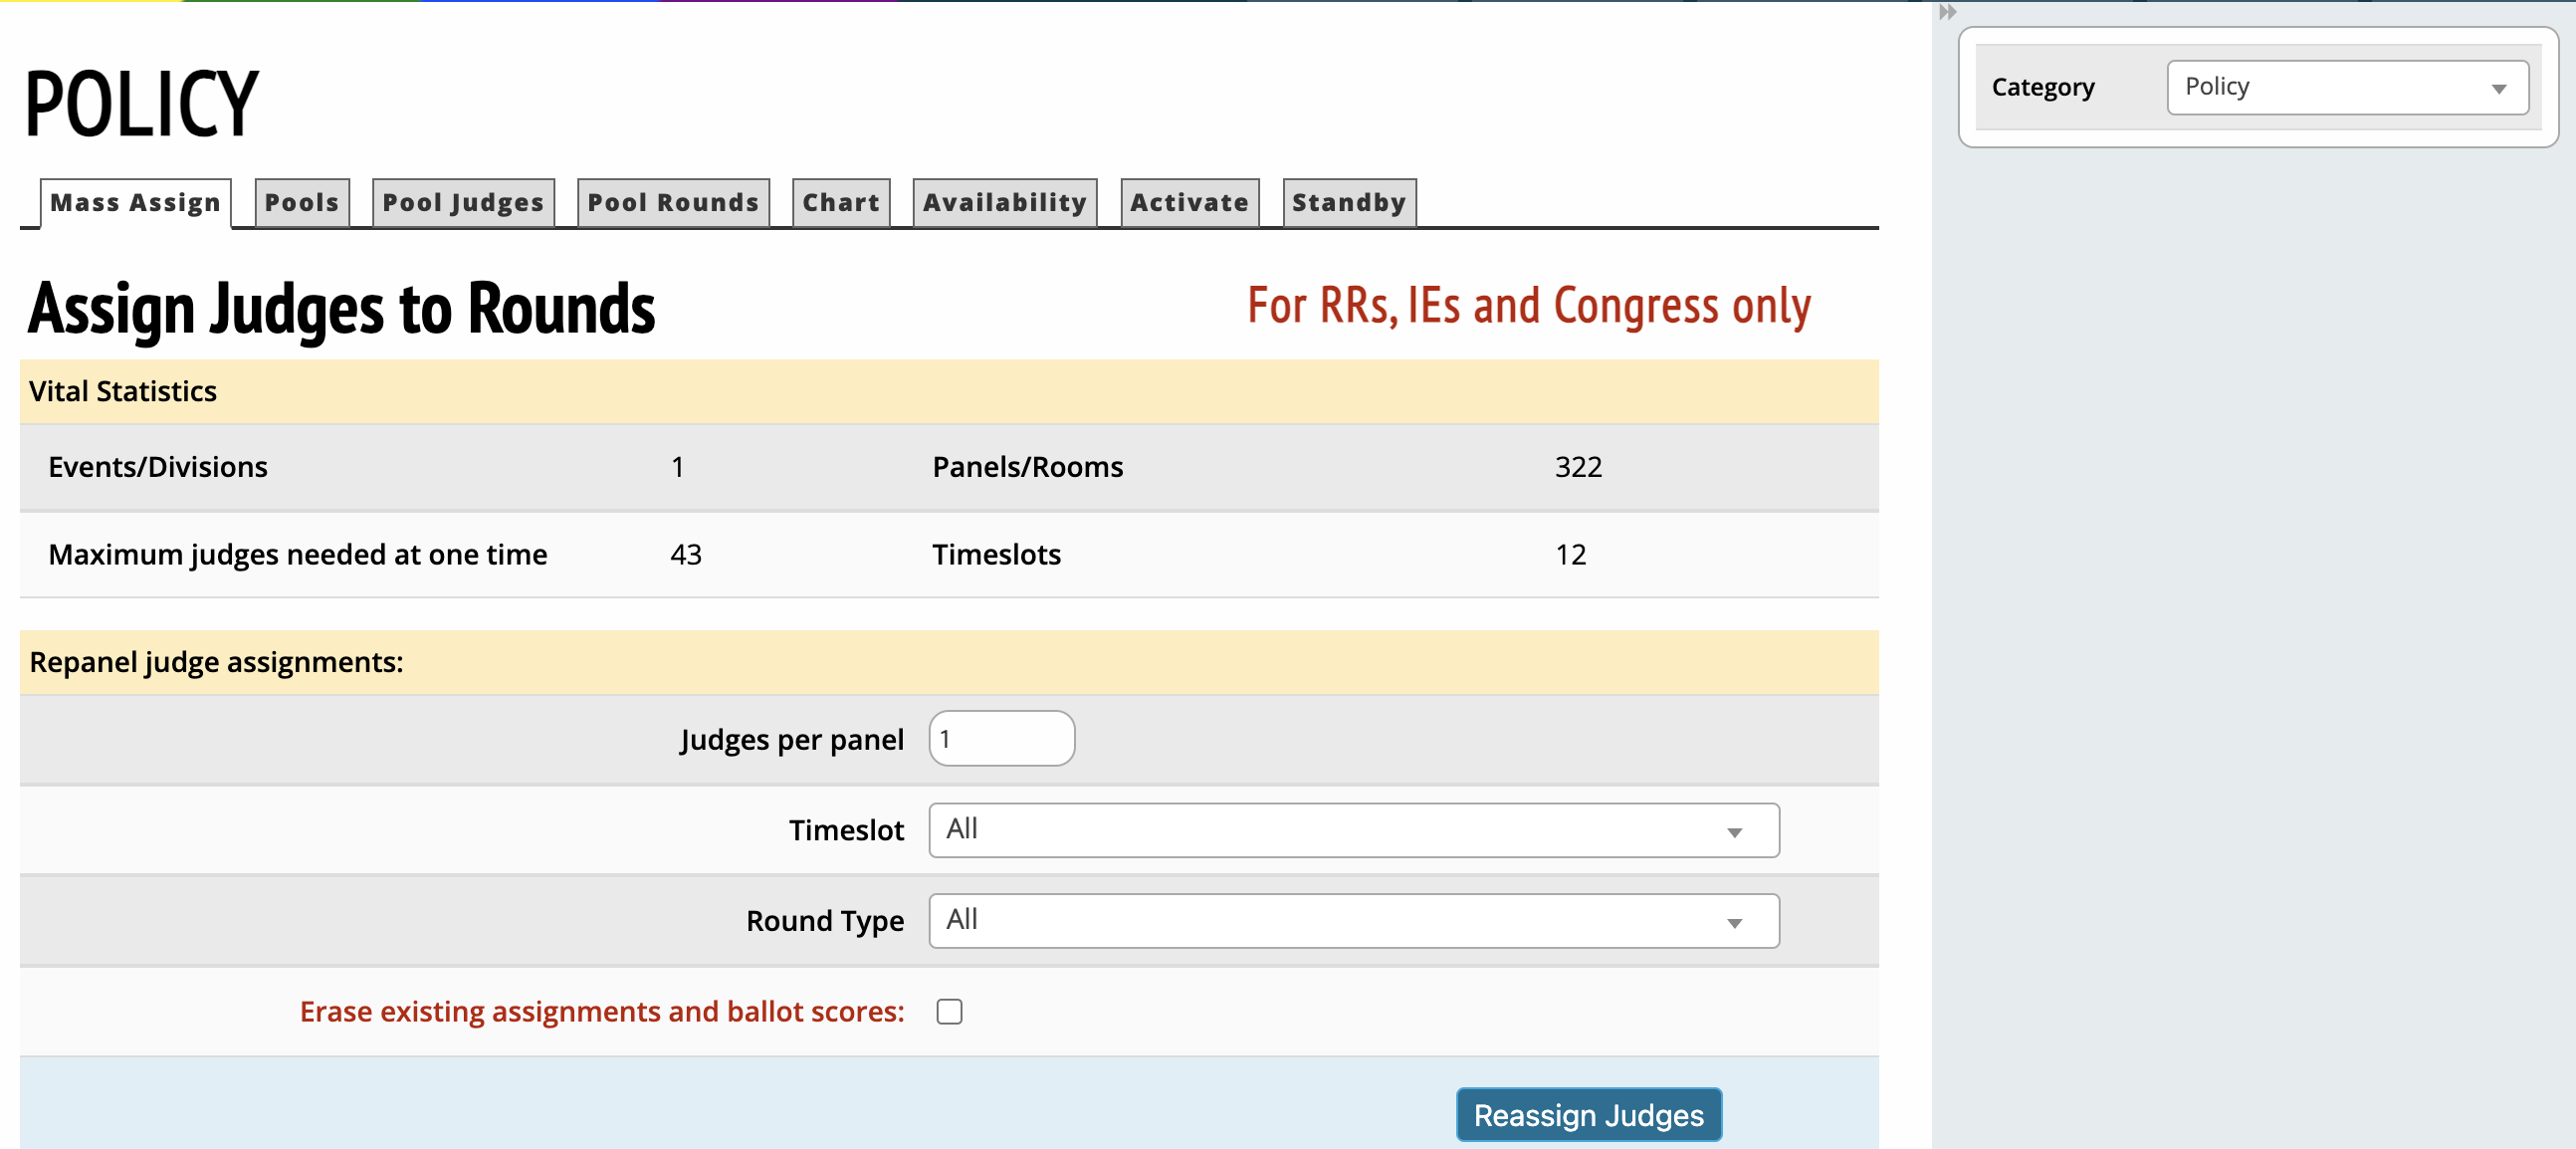 POLICY
Category Policy
Mass Assign Pools Pool Judges Pool Rounds Chart Availability Activate Standby
Assign Judges to Rounds For RRs, IEs and Congress only
Vital Statistics
Events/Divisions 1 Panels/Rooms 322
Maximum judges needed at one time 43 Timeslots 12
Repanel judge assignments:
Judges per panel 1
Timeslot All
Round Type All
Erase existing assignments and ballot scores:
Reassign Judges